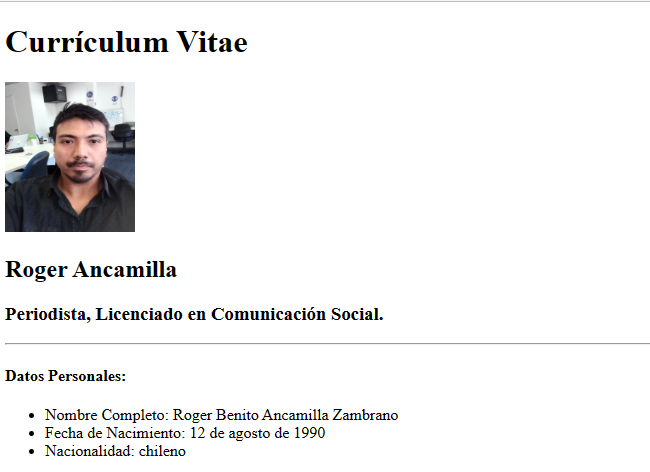 Currículum Vitae
Roger Ancamilla
Periodista, Licenciado en Comunicación Social.
Datos Personales:
Nombre Completo: Roger Benito Ancamilla Zambrano
Fecha de Nacimiento: 12 de agosto de 1990
Nacionalidad: chileno